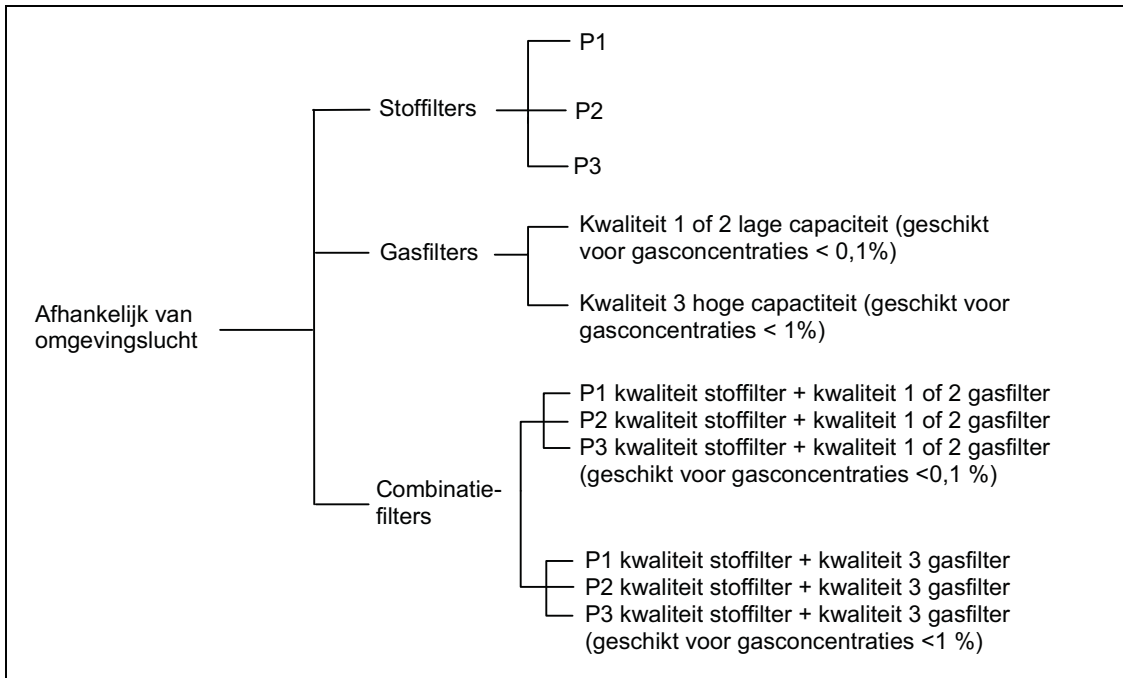 Afhankelijk van
omgevingslucht
Stoffilters
P1
P2
P3
Gasfilters
Kwaliteit 1 of 2 lage capaciteit (geschikt
voor gasconcentraties < 0,1%)
Kwaliteit 3 hoge capactiteit (geschikt voor
gasconcentraties < 1%)
Combinatie-
filters
P1 kwaliteit stoffilter + kwaliteit 1 of 2 gasfilter
P2 kwaliteit stoffilter + kwaliteit 1 of 2 gasfilter
P3 kwaliteit stoffilter + kwaliteit 1 of 2 gasfilter
(geschikt voor gasconcentraties <0,1 %)
P1 kwaliteit stoffilter + kwaliteit 3 gasfilter
P2 kwaliteit stoffilter + kwaliteit 3 gasfilter
P3 kwaliteit stoffilter + kwaliteit 3 gasfilter
(geschikt voor gasconcentraties <1 %)